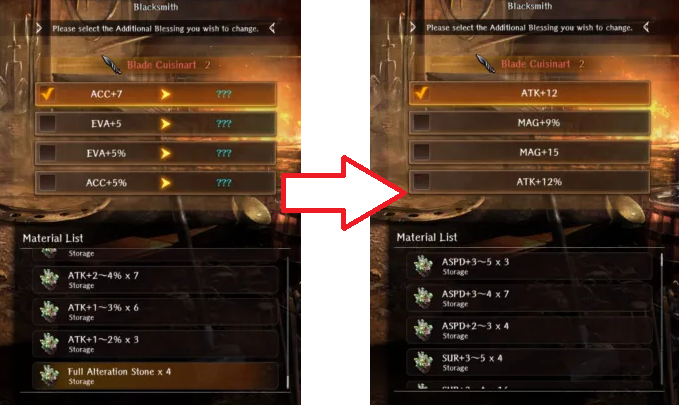 Blacksmith
Please select the Additional Blessing you wish to change.
Blade Cuisinart 2
ACC+7 ???
EVA+5 ???
EVA+5% ???
ACC+5% ???
Material List
Storage
ATK+2~4% x 7
Storage
ATK+1~3% x 6
Storage
ATK+1~2% x 3
Storage
Full Alteration Stone x 4
Storage
Blacksmith
Please select the Additional Blessing you wish to change.
Blade Cuisinart 2
ATK+12
MAG+9%
MAG+15
ATK+12%
Material List
ASPD+3~5 x 3
Storage
ASPD+3~4 x 7
Storage
ASPD+2~3 x 4
Storage
SUR+3~5 x 4
Storage